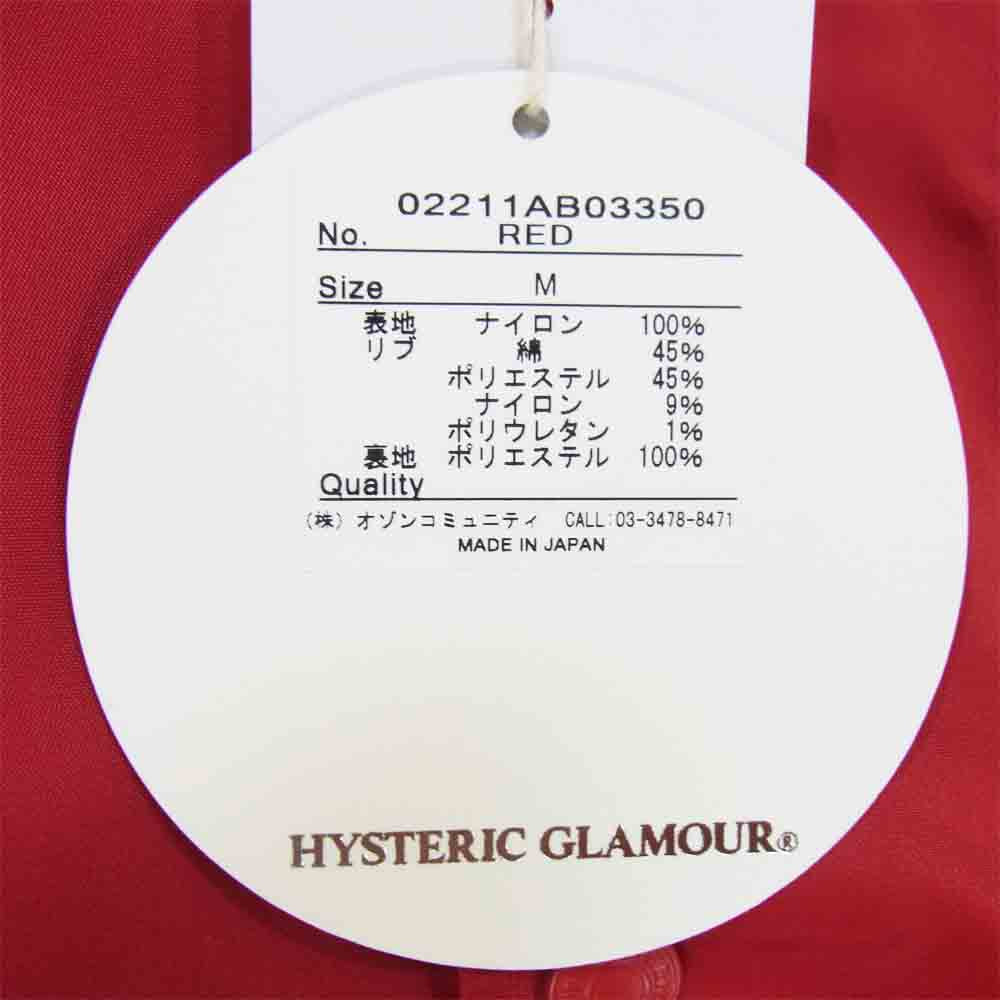 02211AB03350
No. RED
Size M
表地 ナイロン 100%
リブ 綿 45%
ポリエステル 45%
ナイロン 9%
ポリウレタン 1%
裏地 ポリエステル 100%
Quality
(株) オゾンコミュニティ CALL:03-3478-8471
MADE IN JAPAN
HYSTERIC GLAMOUR®